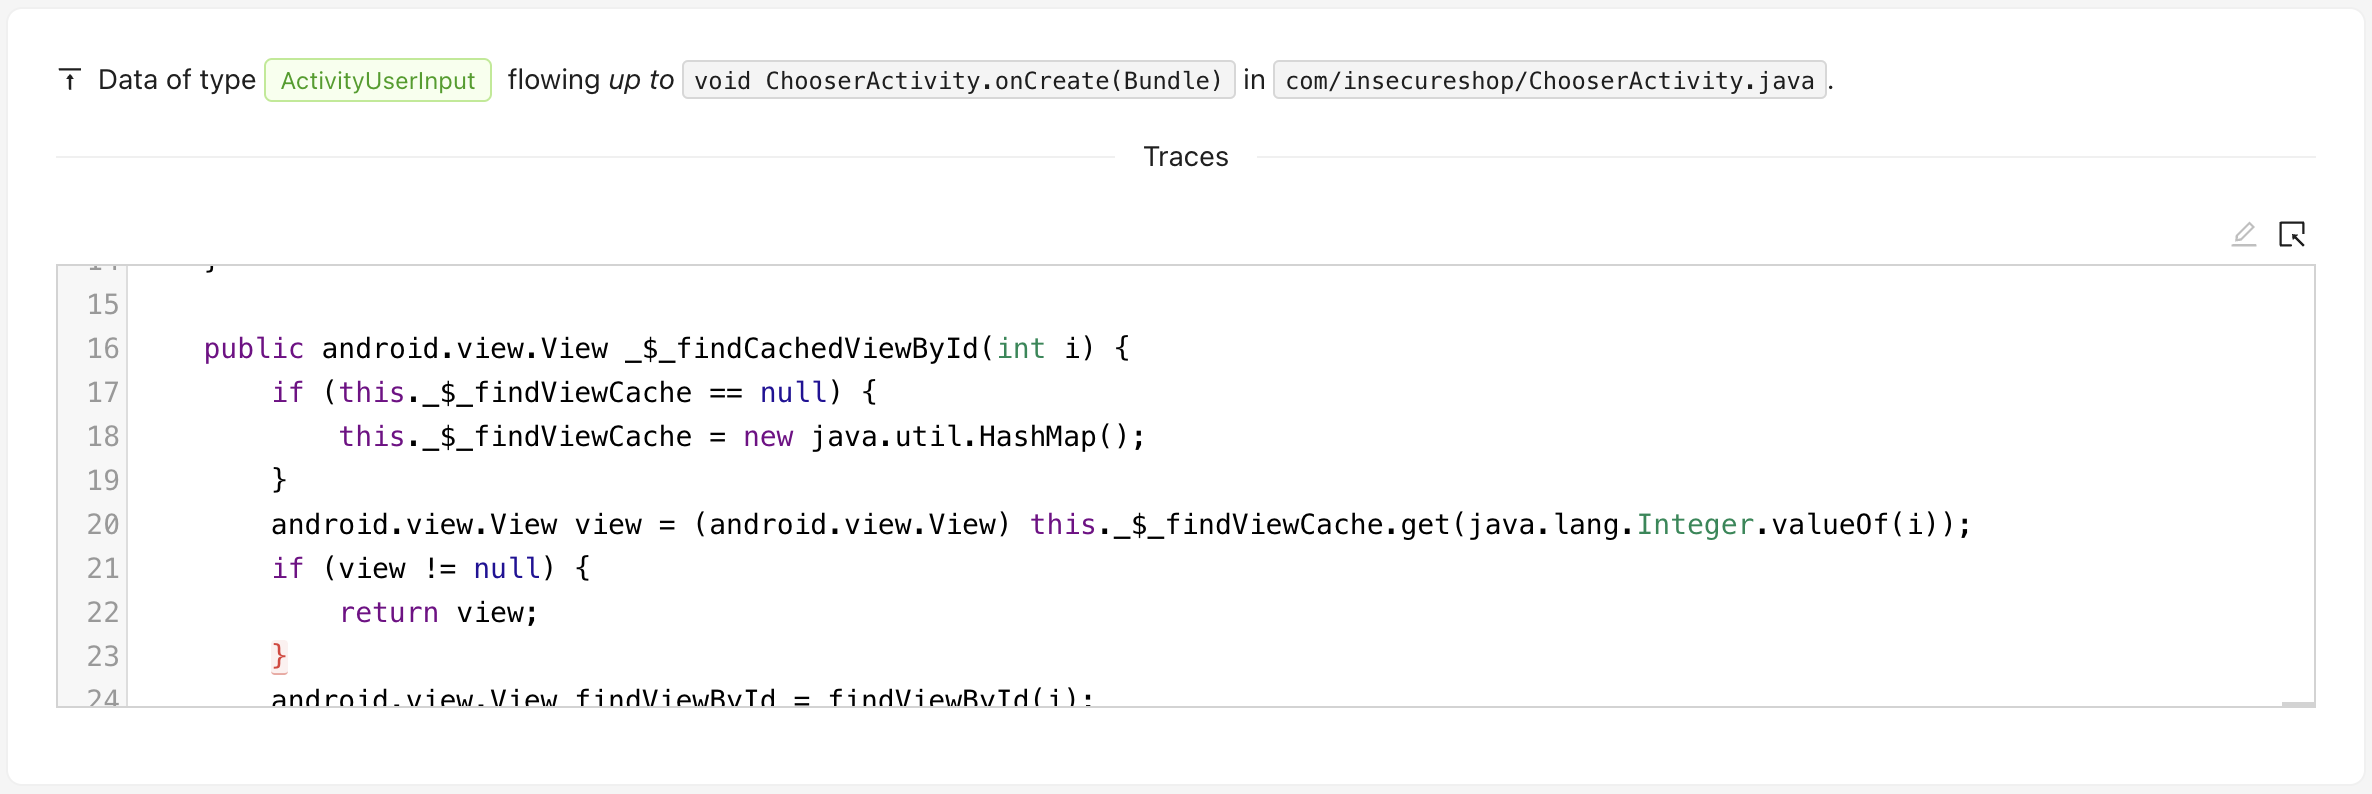 Data of type ActivityUserInput flowing up to void ChooserActivity.onCreate(Bundle) in com/insecureshop/ChooserActivity.java.
Traces
14 }
15
16 public android.view.View _$_findCachedViewById(int i) {
17 if (this._$_findViewCache == null) {
18 this._$_findViewCache = new java.util.HashMap();
19 }
20 android.view.View view = (android.view.View) this._$_findViewCache.get(java.lang.Integer.valueOf(i));
21 if (view != null) {
22 return view;
23 }
24 android.view.View findViewById = findViewById(i);